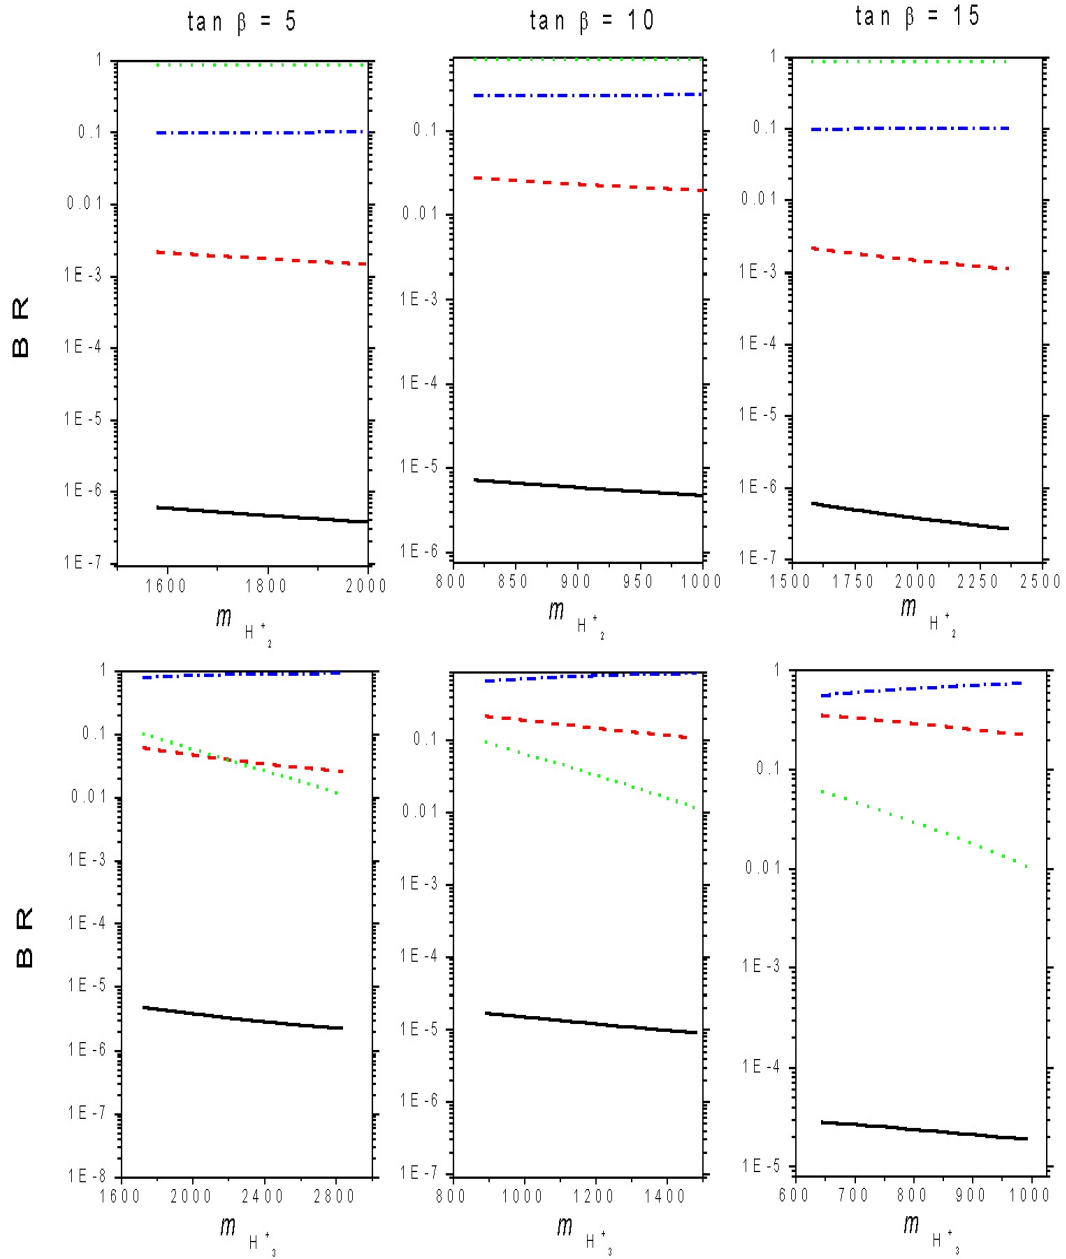 tan β = 5
tan β = 10
tan β = 15
B R
1
0.1
0.01
1E-3
1E-4
1E-5
1E-6
1E-7
1600
1800
2000
m H⁺₂
0.1
0.01
1E-3
1E-4
1E-5
1E-6
800
850
900
950
1000
m H⁺₂
1
0.1
0.01
1E-3
1E-4
1E-5
1E-6
1E-7
1500
1750
2000
2250
2500
m H⁺₂
B R
1
0.1
0.01
1E-3
1E-4
1E-5
1E-6
1E-7
1E-8
1600
2000
2400
2800
m H⁺₃
0.1
0.01
1E-3
1E-4
1E-5
1E-6
1E-7
800
1000
1200
1400
m H⁺₃
1
0.1
0.01
1E-3
1E-4
1E-5
600
700
800
900
1000
m H⁺₃